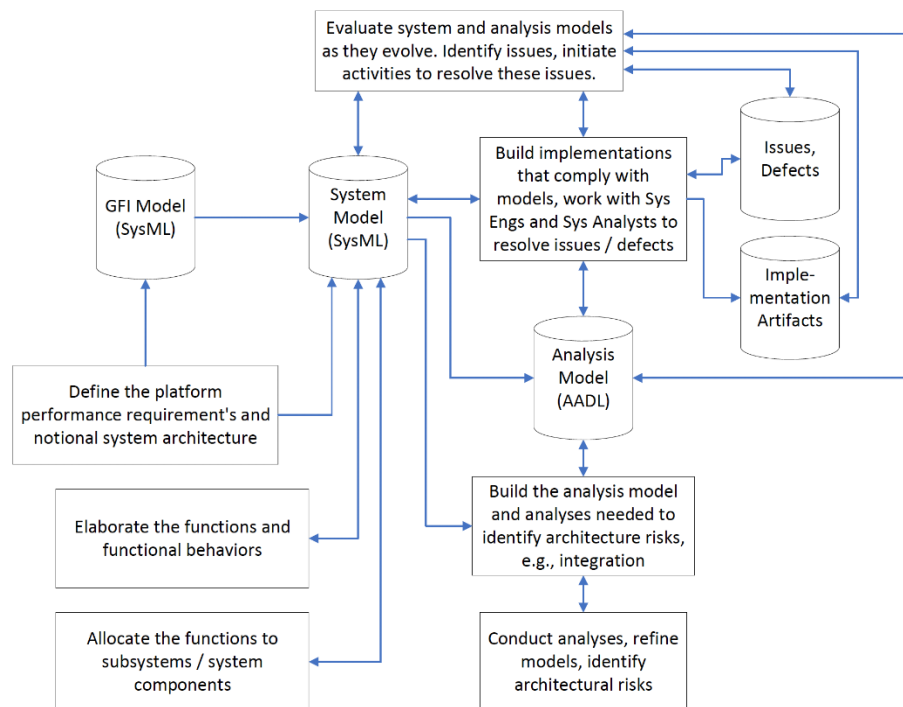 Evaluate system and analysis models
as they evolve. Identify issues, initiate
activities to resolve these issues.
GFI Model
(SysML)
System
Model
(SysML)
Build implementations
that comply with
models, work with Sys
Engs and Sys Analysts to
resolve issues / defects
Issues,
Defects
Imple-
mentation
Artifacts
Define the platform
performance requirement's and
notional system architecture
Analysis
Model
(AADL)
Elaborate the functions and
functional behaviors
Build the analysis model
and analyses needed to
identify architecture risks,
e.g., integration
Allocate the functions to
subsystems / system
components
Conduct analyses, refine
models, identify
architectural risks